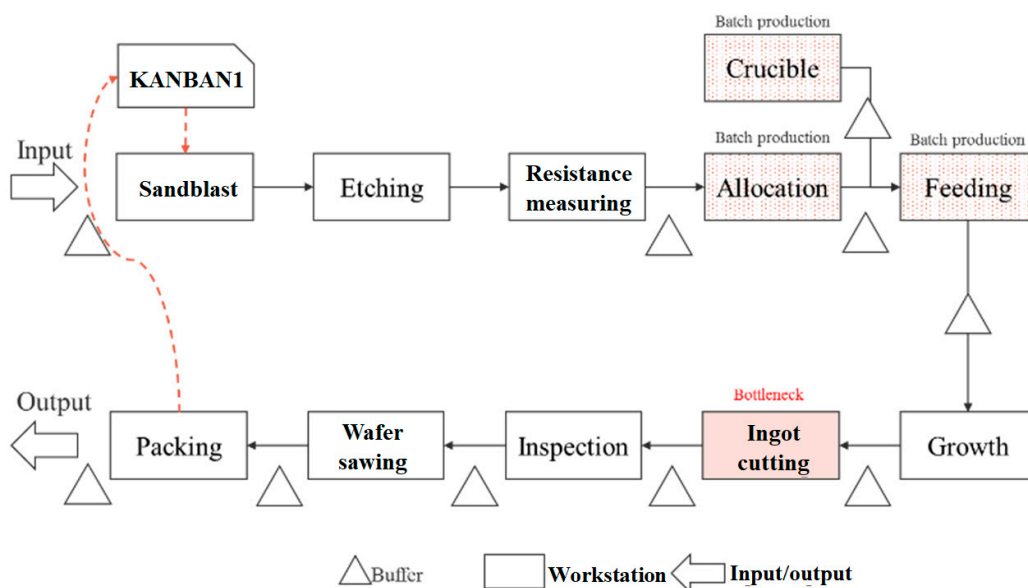 Batch production
KANBAN1
Crucible
Input
Batch production
Batch production
Sandblast
Etching
Resistance
measuring
Allocation
Feeding
Output
Bottleneck
Packing
Wafer
sawing
Inspection
Ingot
cutting
Growth
Buffer
Workstation
Input/output